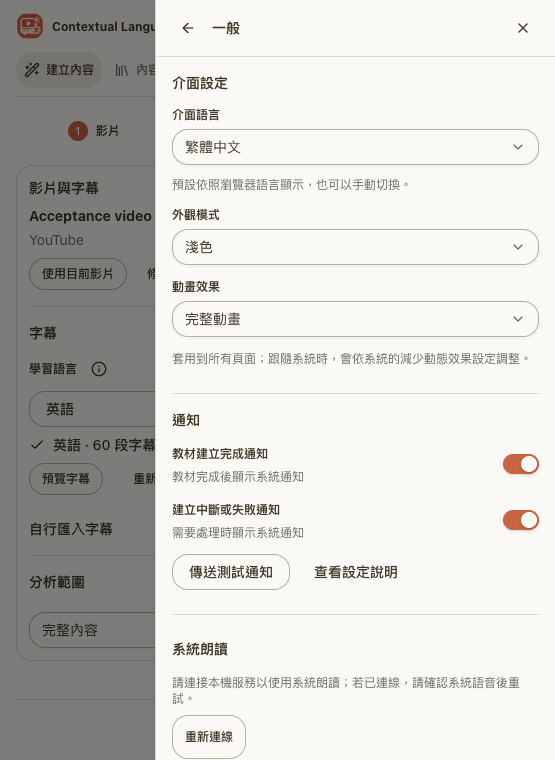 Contextual Langu
建立內容
內容
1 影片
影片與字幕
Acceptance video
YouTube
使用目前影片
字幕
學習語言
英語
英語 · 60 段字幕
預覽字幕 重新
自行匯入字幕
分析範圍
完整內容
一般
介面設定
介面語言
繁體中文
預設依照瀏覽器語言顯示，也可以手動切換。
外觀模式
淺色
動畫效果
完整動畫
套用到所有頁面；跟隨系統時，會依系統的減少動態效果設定調整。
通知
教材建立完成通知
教材完成後顯示系統通知
建立中斷或失敗通知
需要處理時顯示系統通知
傳送測試通知 查看設定說明
系統朗讀
請連接本機服務以使用系統朗讀；若已連線，請確認系統語音後重
試。
重新連線